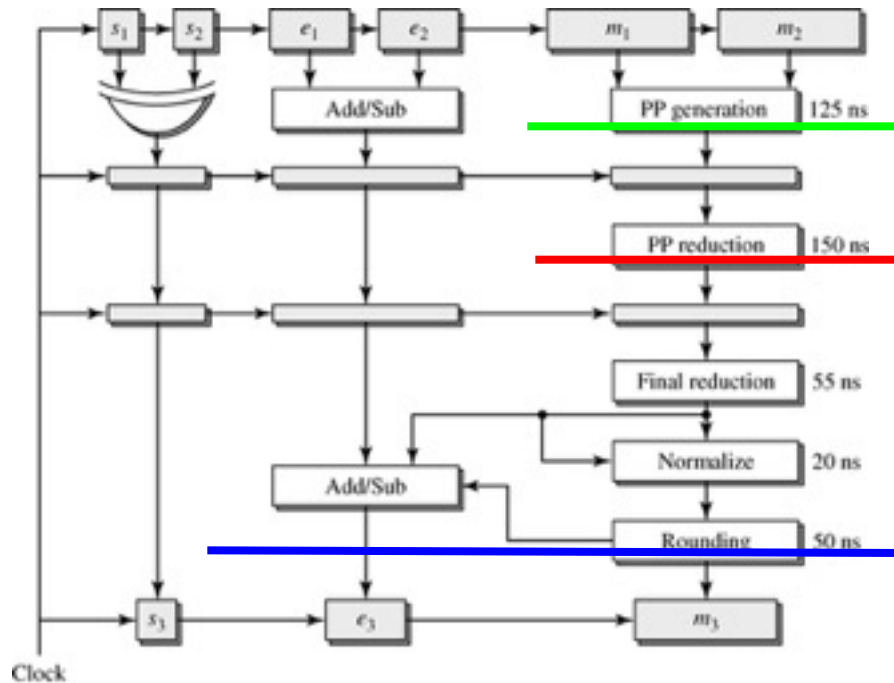 s₁ s₂ e₁ e₂ m₁ m₂
Add/Sub PP generation 125 ns
PP reduction 150 ns
Final reduction 55 ns
Normalize 20 ns
Add/Sub
Rounding 50 ns
s₃ e₃ m₃
Clock